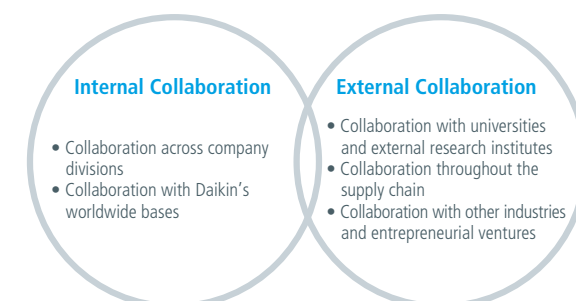 Internal Collaboration
• Collaboration across company
divisions
• Collaboration with Daikin's
worldwide bases
External Collaboration
• Collaboration with universities
and external research institutes
• Collaboration throughout the
supply chain
• Collaboration with other industries
and entrepreneurial ventures